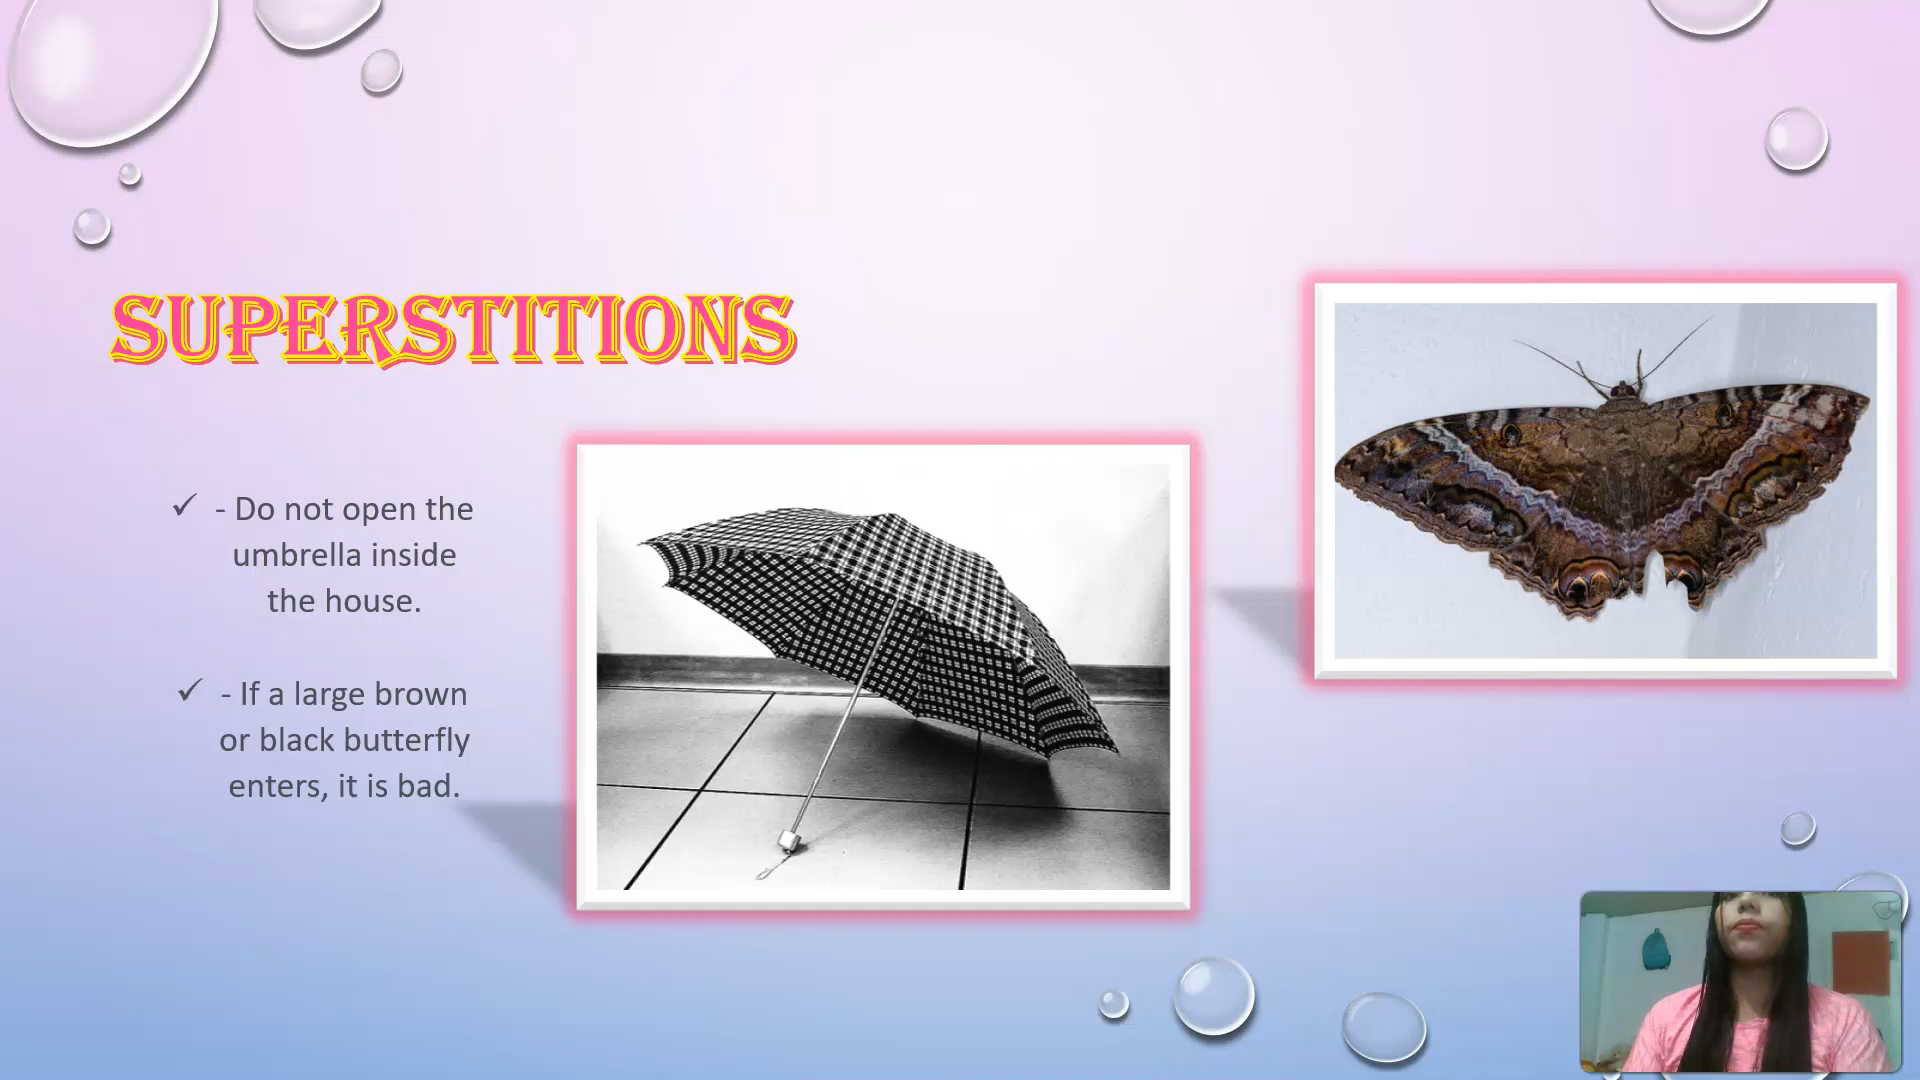 SUPERSTITIONS
✓ - Do not open the
umbrella inside
the house.
✓ - If a large brown
or black butterfly
enters, it is bad.